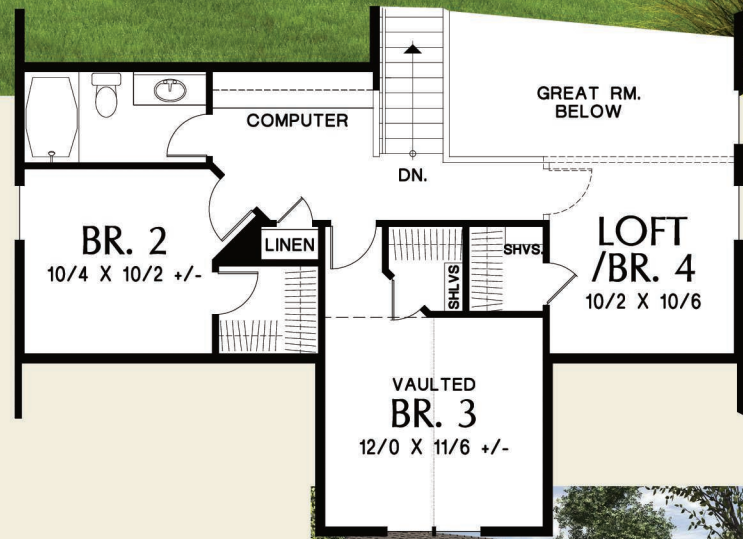 COMPUTER
GREAT RM.
BELOW
DN.
BR. 2
10/4 X 10/2 +/-
LINEN
SHLVS
SHVS.
LOFT
/BR. 4
10/2 X 10/6
VAULTED
BR. 3
12/0 X 11/6 +/-